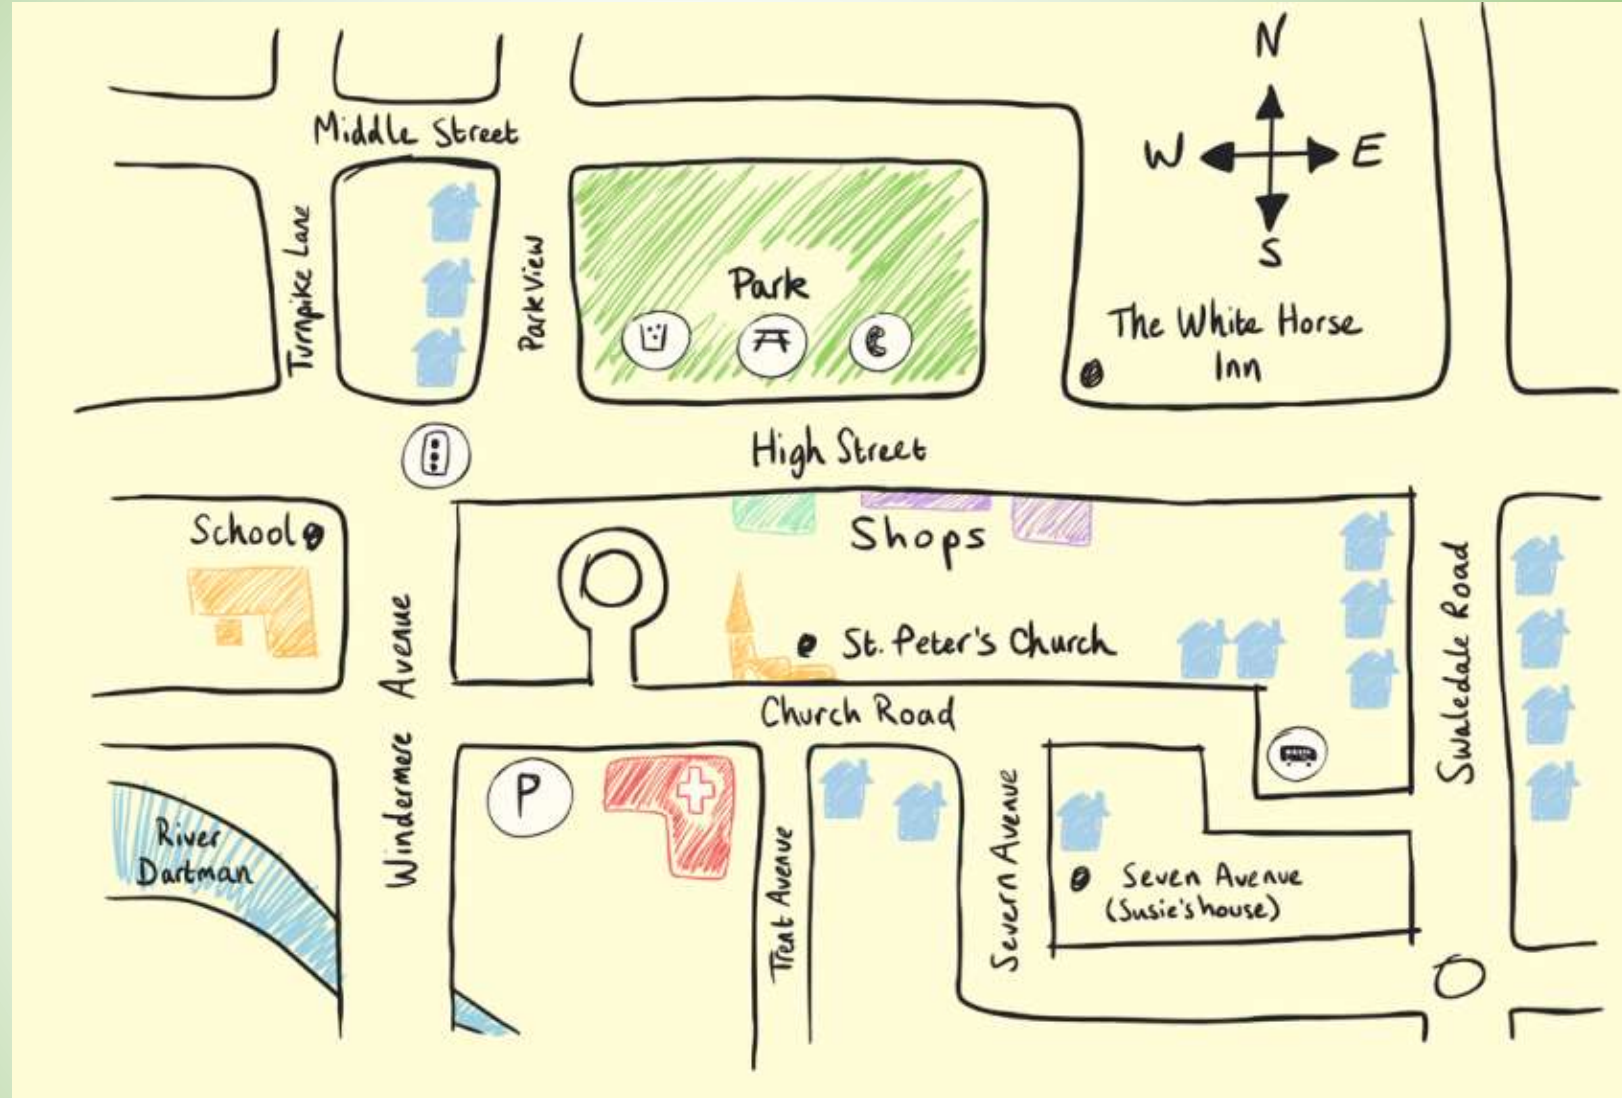 N
Middle Street
W
E
S
Turnpike Lane
Park View
Park
The White Horse
Inn
High Street
School
Shops
Windermere Avenue
St. Peter's Church
Swaledale Road
Church Road
P
River
Dartman
Trent Avenue
Severn Avenue
Seven Avenue
(Susie's house)